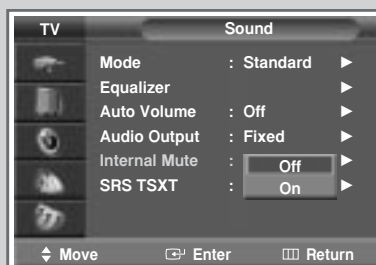 TV Sound
Mode : Standard ►
Equalizer ►
Auto Volume : Off ►
Audio Output : Fixed ►
Internal Mute : Off ►
SRS TSXT : On ►
Move Enter Return